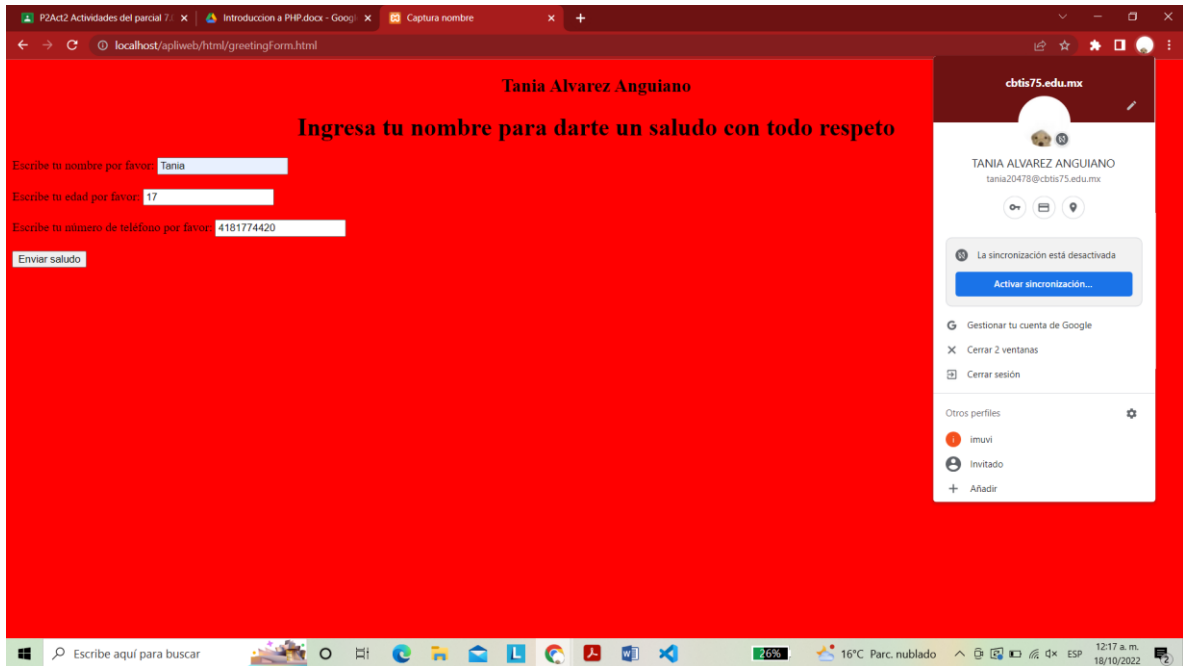 P2Act2 Actividades del parcial 7.
Introduccion a PHP.docx - Googl
Captura nombre
localhost/apliweb/html/greetingForm.html
Tania Alvarez Anguiano
Ingresa tu nombre para darte un saludo con todo respeto
Escribe tu nombre por favor: Tania
Escribe tu edad por favor: 17
Escribe tu número de teléfono por favor: 4181774420
Enviar saludo
cbtis75.edu.mx
TANIA ALVAREZ ANGUIANO
tania20478@cbtis75.edu.mx
La sincronización está desactivada
Activar sincronización...
Gestionar tu cuenta de Google
Cerrar 2 ventanas
Cerrar sesión
Otros perfiles
i imuvi
Invitado
Añadir
Escribe aquí para buscar
26%
16°C Parc. nublado
ESP
12:17 a. m.
18/10/2022
2